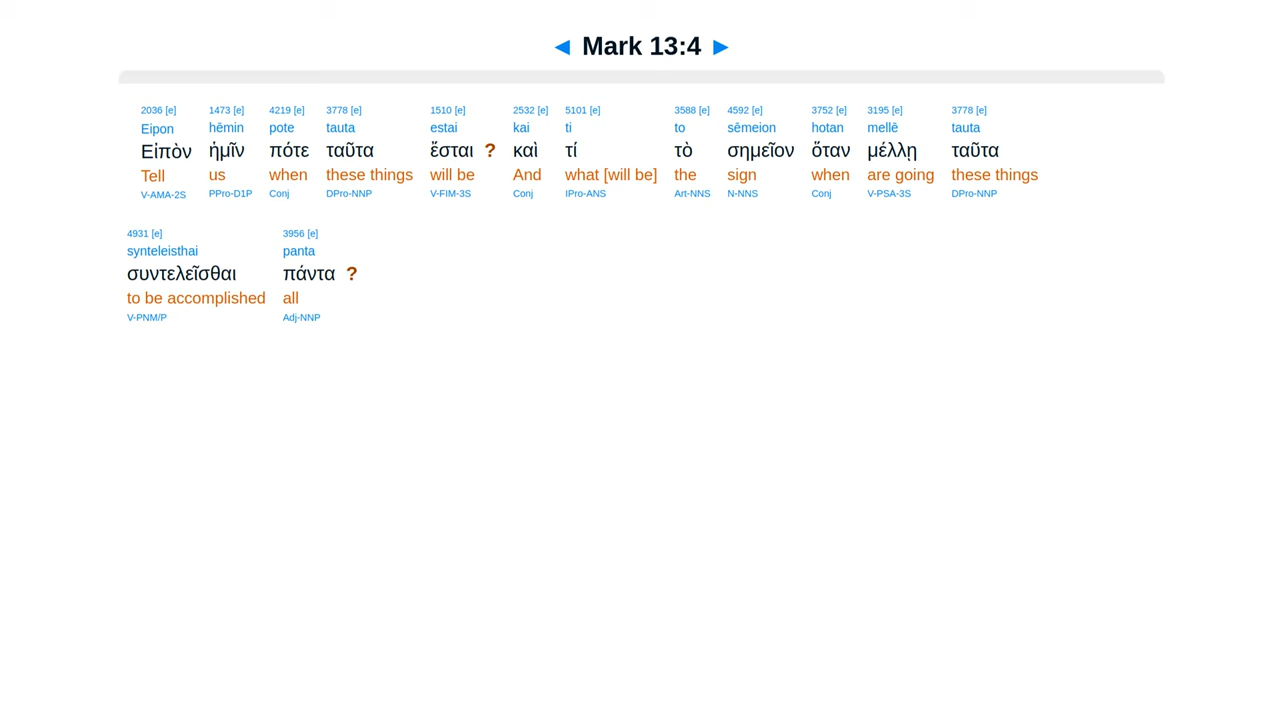 ◄ Mark 13:4 ►
2036 [e] 1473 [e] 4219 [e] 3778 [e] 1510 [e] 2532 [e] 5101 [e] 3588 [e] 4592 [e] 3752 [e] 3195 [e] 3778 [e]
Eipon hēmin pote tauta estai kai ti to sēmeion hotan mellē tauta
Εἰπὸν ἡμῖν πότε ταῦτα ἔσται ? καὶ τί τὸ σημεῖον ὅταν μέλλῃ ταῦτα
Tell us when these things will be And what [will be] the sign when are going these things
V-AMA-2S PPro-D1P Conj DPro-NNP V-FIM-3S Conj IPro-ANS Art-NNS N-NNS Conj V-PSA-3S DPro-NNP
4931 [e] 3956 [e]
synteleisthai panta
συντελεῖσθαι πάντα ?
to be accomplished all
V-PNM/P Adj-NNP